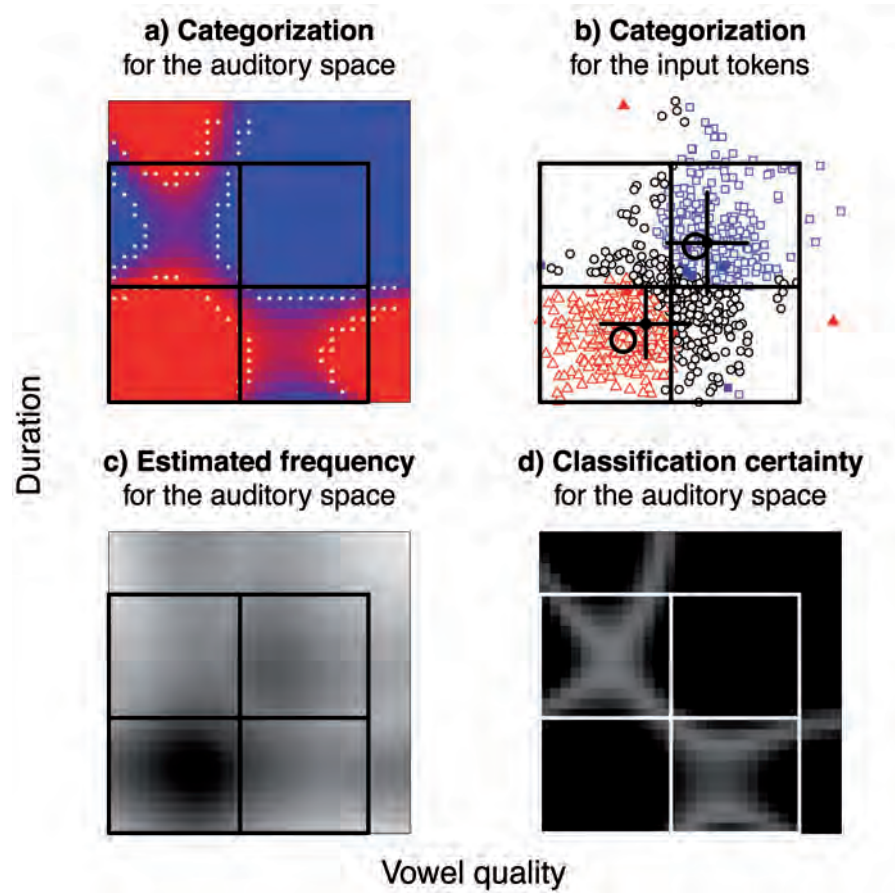 a) Categorization
for the auditory space
b) Categorization
for the input tokens
Duration
c) Estimated frequency
for the auditory space
d) Classification certainty
for the auditory space
Vowel quality